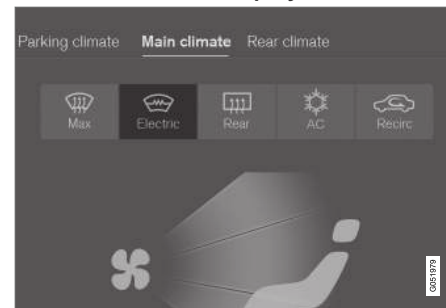 Parking climate Main climate Rear climate
Max Electric Rear AC Recirc
G051979